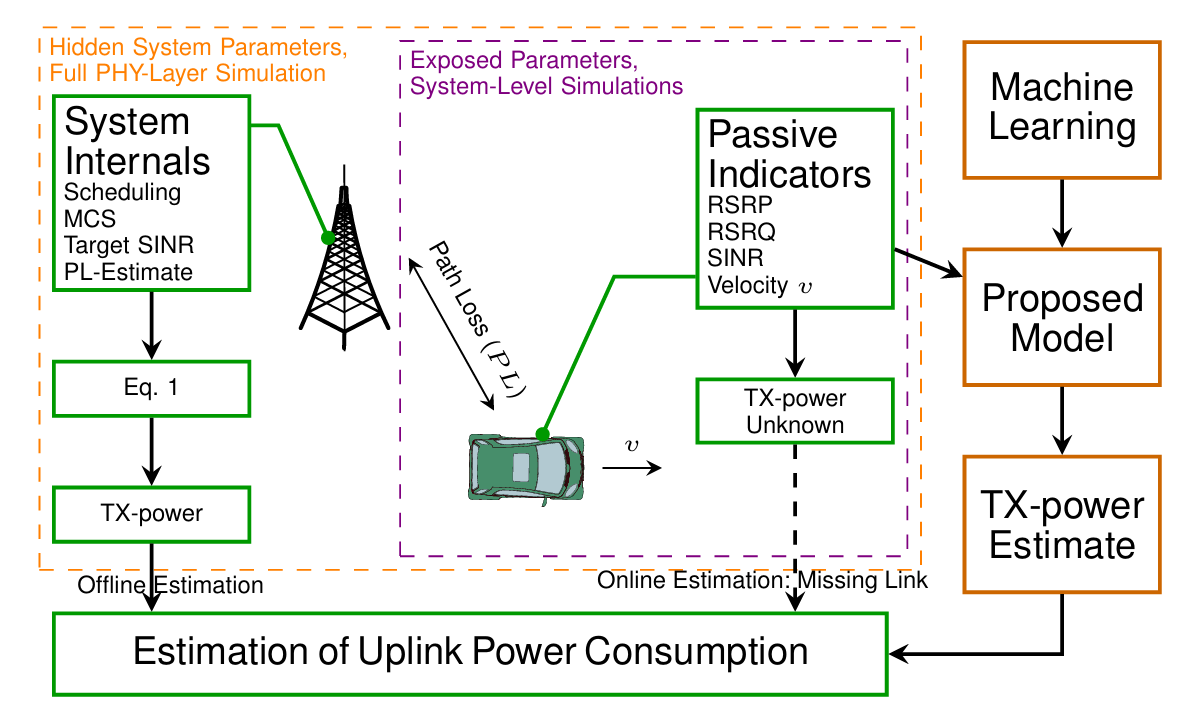 Hidden System Parameters,
Full PHY-Layer Simulation
System
Internals
Scheduling
MCS
Target SINR
PL-Estimate
Eq. 1
TX-power
Offline Estimation
Exposed Parameters,
System-Level Simulations
Path Loss (PL)
v
Passive
Indicators
RSRP
RSRQ
SINR
Velocity v
TX-power
Unknown
Online Estimation: Missing Link
Machine
Learning
Proposed
Model
TX-power
Estimate
Estimation of Uplink Power Consumption